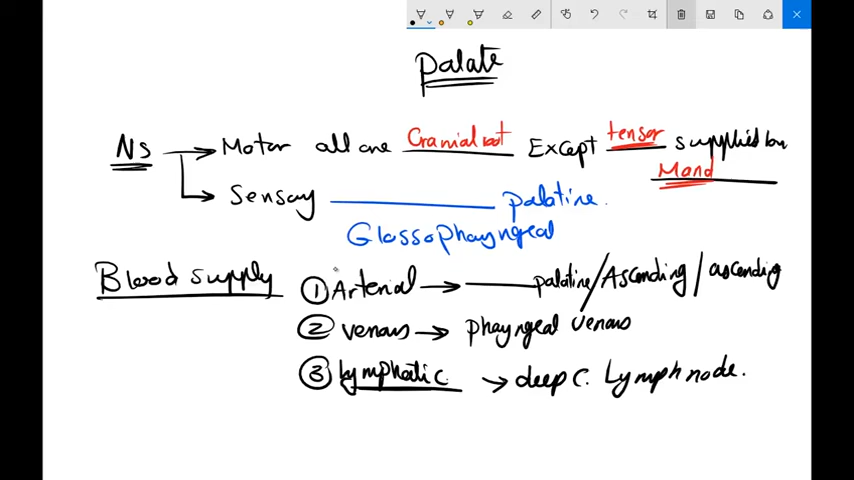 Palate
Ns → Motor all are Cranial root Except tensor supplied by
Mand
Sensory palatine.
Glossopharyngeal
Blood supply ① Arterial → palatine / Ascending / ascending
② venous → pharyngeal venous
③ lymphatic → deep C. Lymph node.